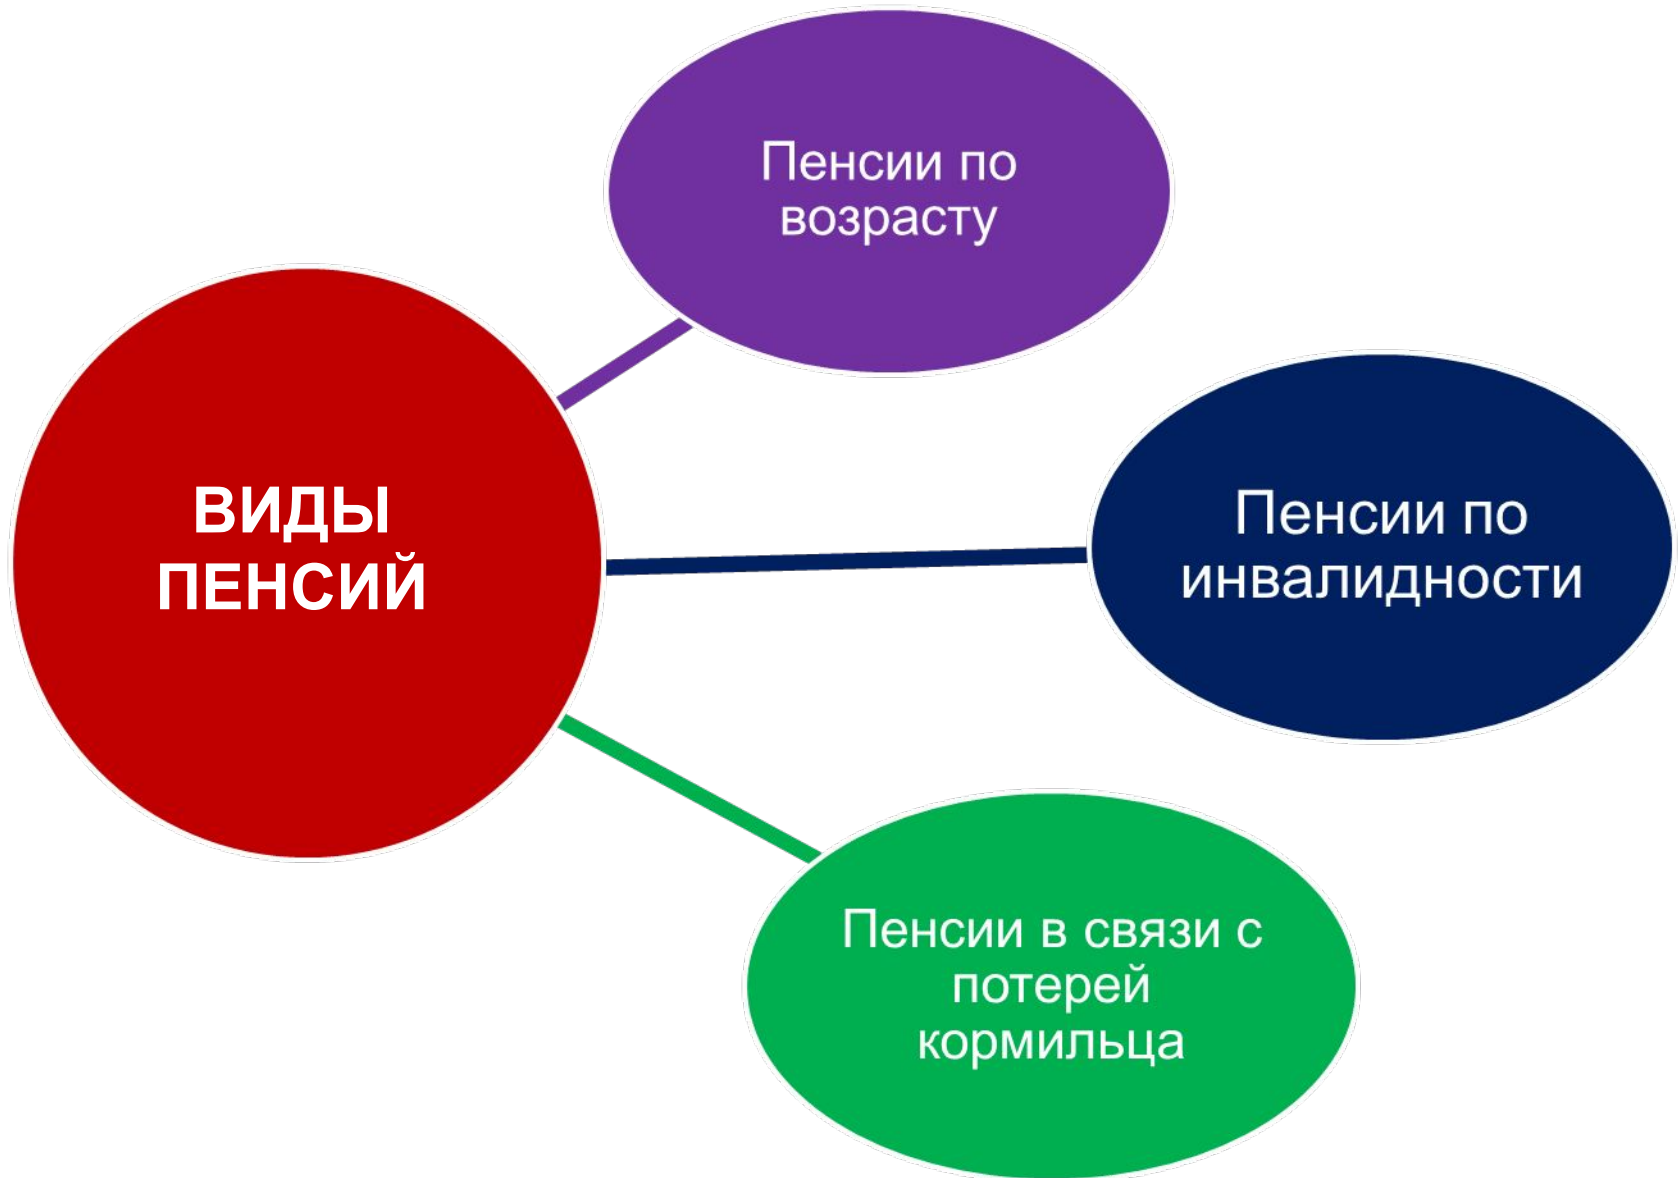 Пенсии по
возрасту
ВИДЫ
ПЕНСИЙ
Пенсии по
инвалидности
Пенсии в связи с
потерей
кормильца